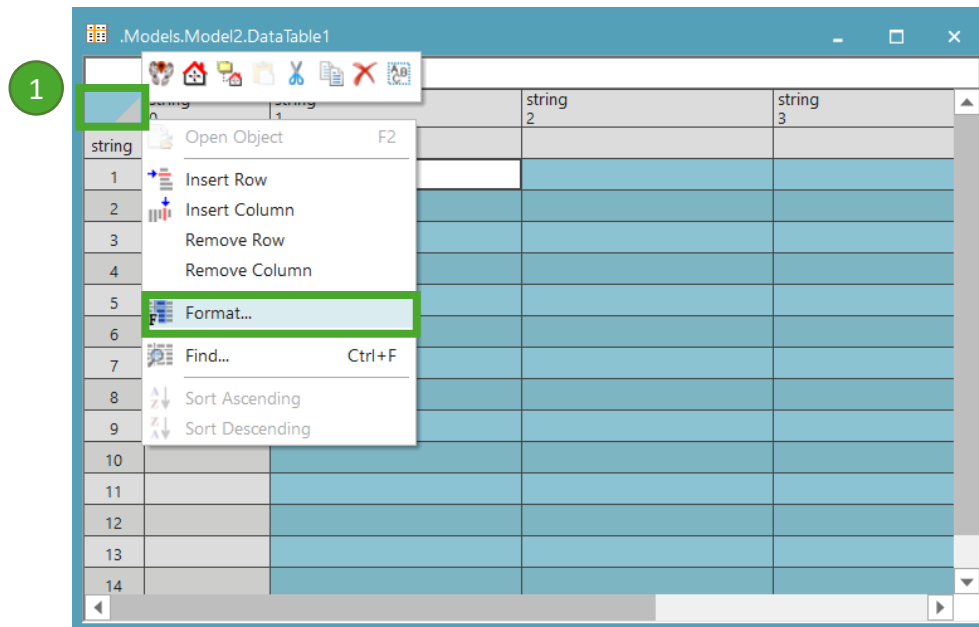 .Models.Model2.DataTable1
1
string string string string
0 1 2 3
string
Open Object F2
1 Insert Row
2 Insert Column
3 Remove Row
4 Remove Column
5
Format...
6
7 Find... Ctrl+F
8 Sort Ascending
9 Sort Descending
10
11
12
13
14